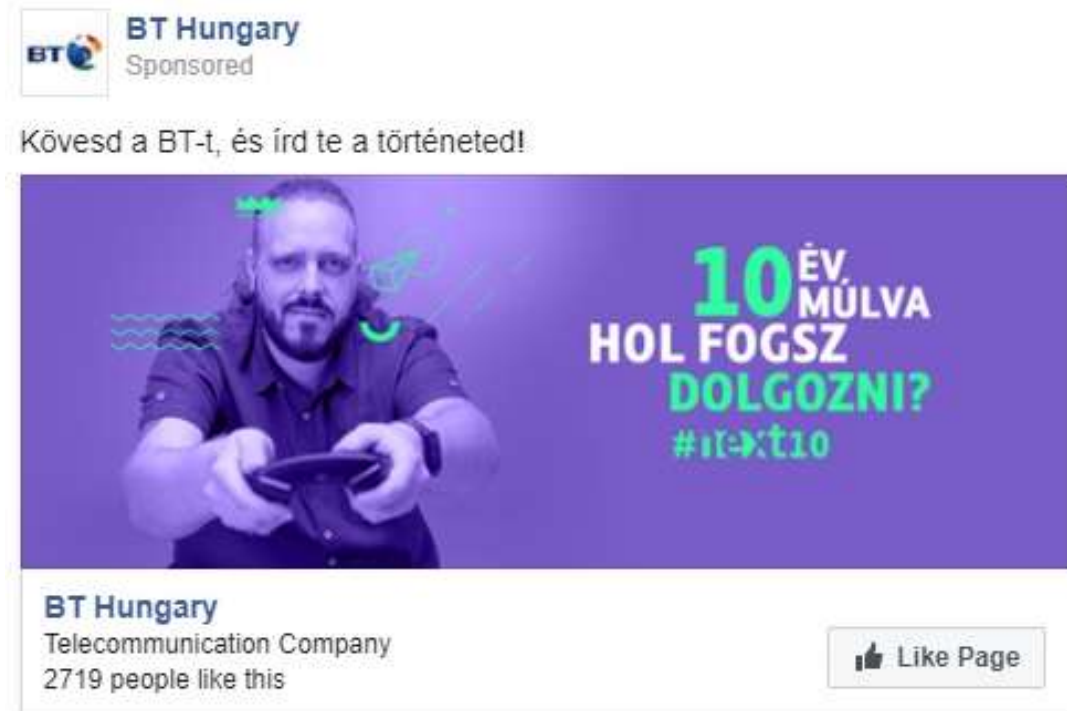 BT
BT Hungary
Sponsored
Kövesd a BT-t, és írd te a történeted!
10 ÉV MÚLVA
HOL FOGSZ
DOLGOZNI?
#next10
BT Hungary
Telecommunication Company
2719 people like this
Like Page